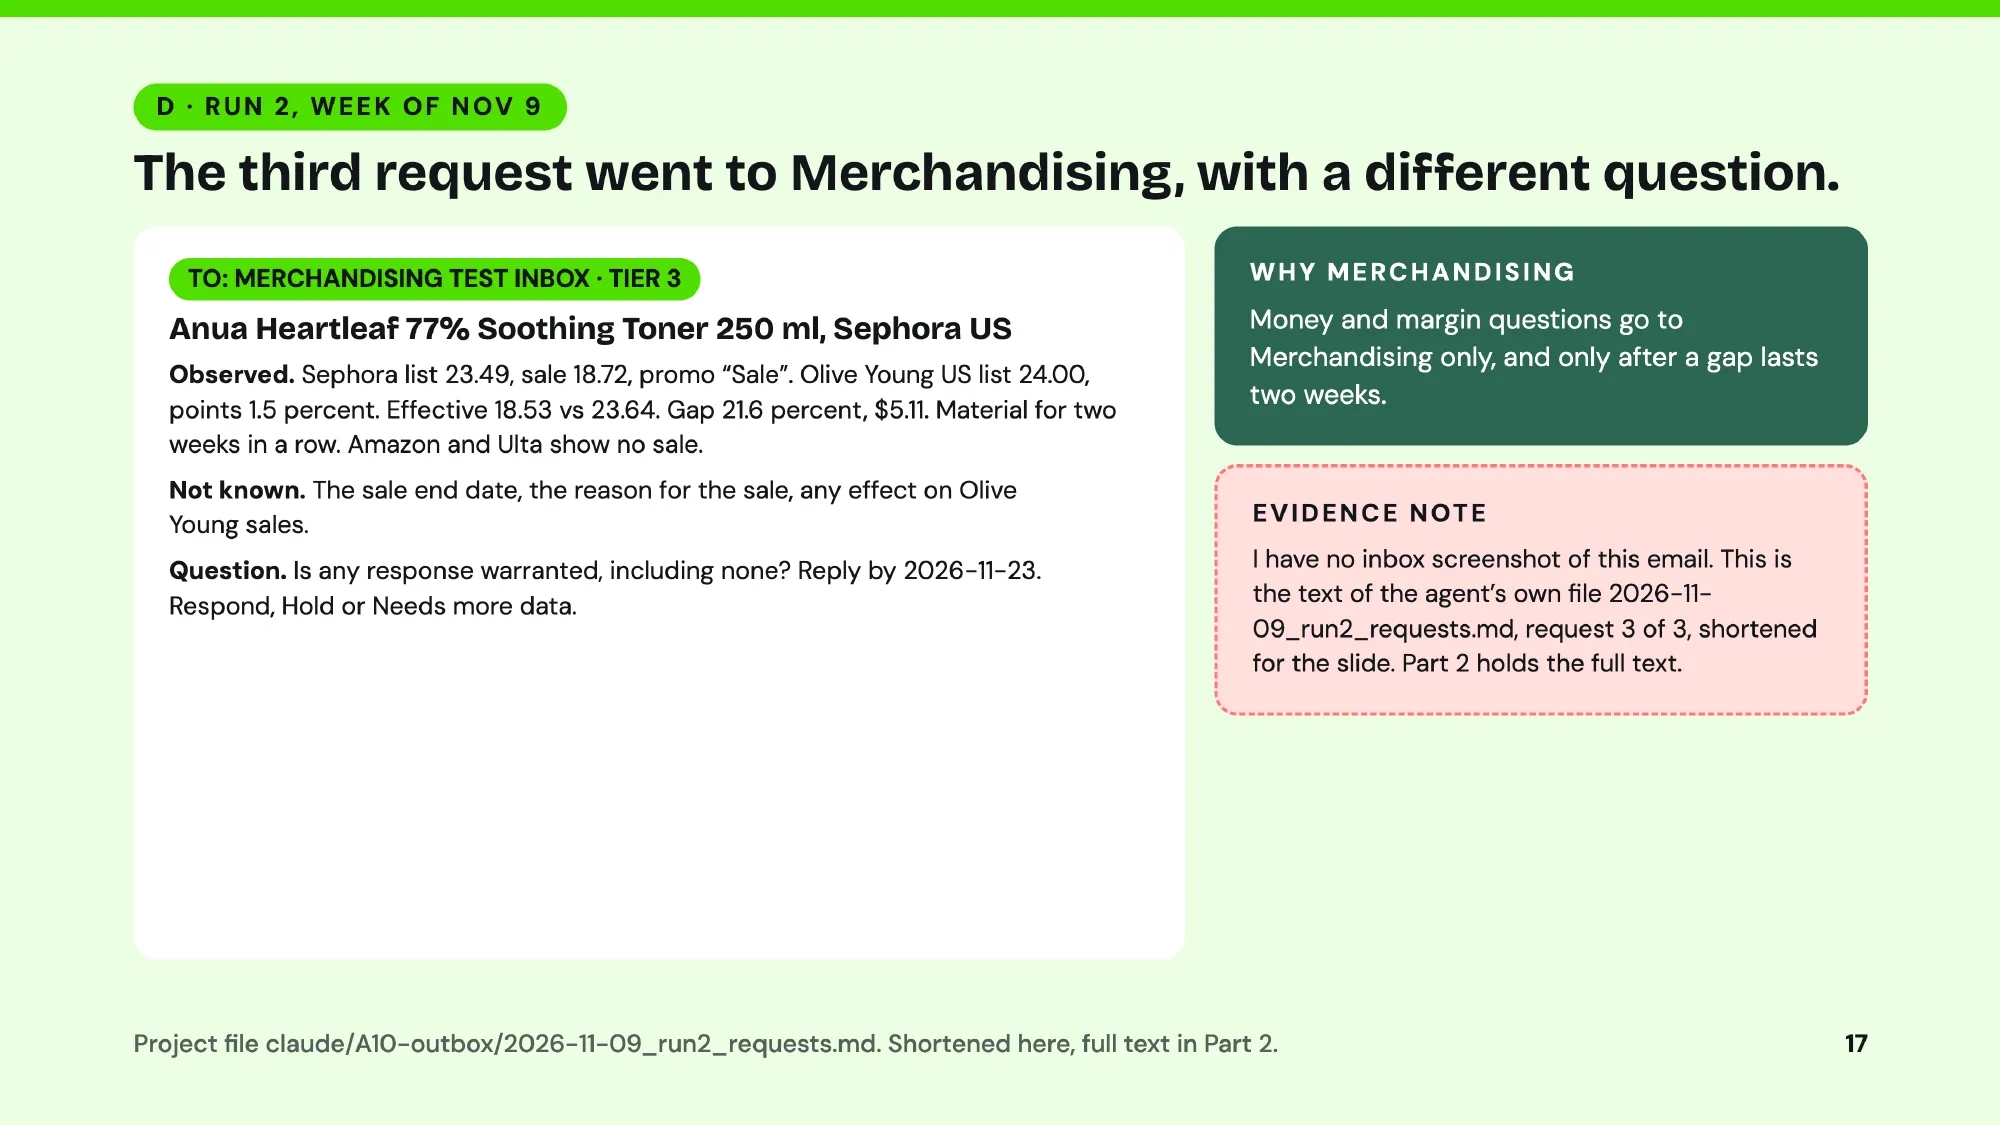 D · RUN 2, WEEK OF NOV 9
The third request went to Merchandising, with a different question.
TO: MERCHANDISING TEST INBOX · TIER 3
Anua Heartleaf 77% Soothing Toner 250 ml, Sephora US
Observed. Sephora list 23.49, sale 18.72, promo “Sale”. Olive Young US list 24.00,
points 1.5 percent. Effective 18.53 vs 23.64. Gap 21.6 percent, $5.11. Material for two
weeks in a row. Amazon and Ulta show no sale.
Not known. The sale end date, the reason for the sale, any effect on Olive
Young sales.
Question. Is any response warranted, including none? Reply by 2026-11-23.
Respond, Hold or Needs more data.
WHY MERCHANDISING
Money and margin questions go to
Merchandising only, and only after a gap lasts
two weeks.
EVIDENCE NOTE
I have no inbox screenshot of this email. This is
the text of the agent’s own file 2026-11-
09_run2_requests.md, request 3 of 3, shortened
for the slide. Part 2 holds the full text.
Project file claude/A10-outbox/2026-11-09_run2_requests.md. Shortened here, full text in Part 2.
17